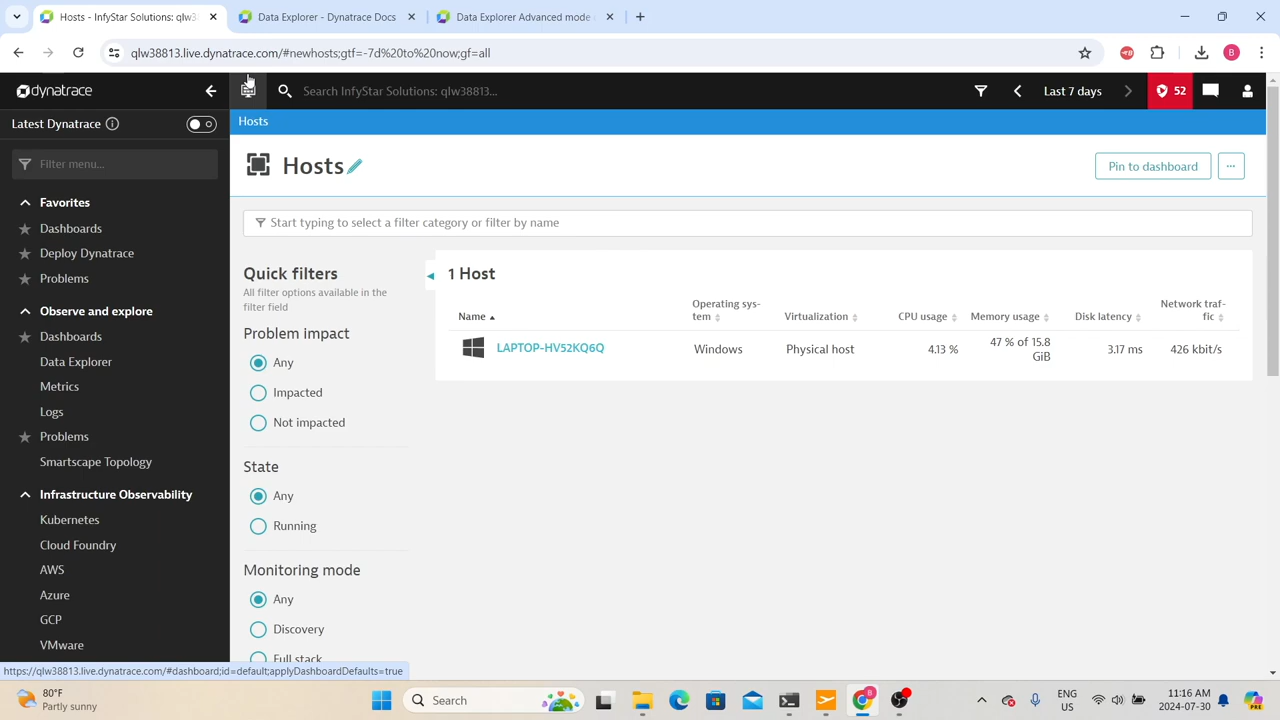 Hosts - InfyStar Solutions: qlw38
Data Explorer - Dynatrace Docs
Data Explorer Advanced mode
qlw38813.live.dynatrace.com/#newhosts;gtf=-7d%20to%20now;gf=all
B
dynatrace
Search InfyStar Solutions: qlw38813...
Last 7 days
52
Latest Dynatrace
Filter menu...
Favorites
Dashboards
Deploy Dynatrace
Problems
Observe and explore
Dashboards
Data Explorer
Metrics
Logs
Problems
Smartscape Topology
Infrastructure Observability
Kubernetes
Cloud Foundry
AWS
Azure
GCP
VMware
Hosts
Hosts
Pin to dashboard
...
Start typing to select a filter category or filter by name
Quick filters
All filter options available in the
filter field
Problem impact
Any
Impacted
Not impacted
State
Any
Running
Monitoring mode
Any
Discovery
Full stack
1 Host
Name
Operating sys-
tem
Virtualization
CPU usage
Memory usage
Disk latency
Network traf-
fic
LAPTOP-HV52KQ6Q
Windows
Physical host
4.13 %
47 % of 15.8
GiB
3.17 ms
426 kbit/s
https://qlw38813.live.dynatrace.com/#dashboard;id=default;applyDashboardDefaults=true
80°F
Partly sunny
Search
B
ENG
US
11:16 AM
2024-07-30
PRE